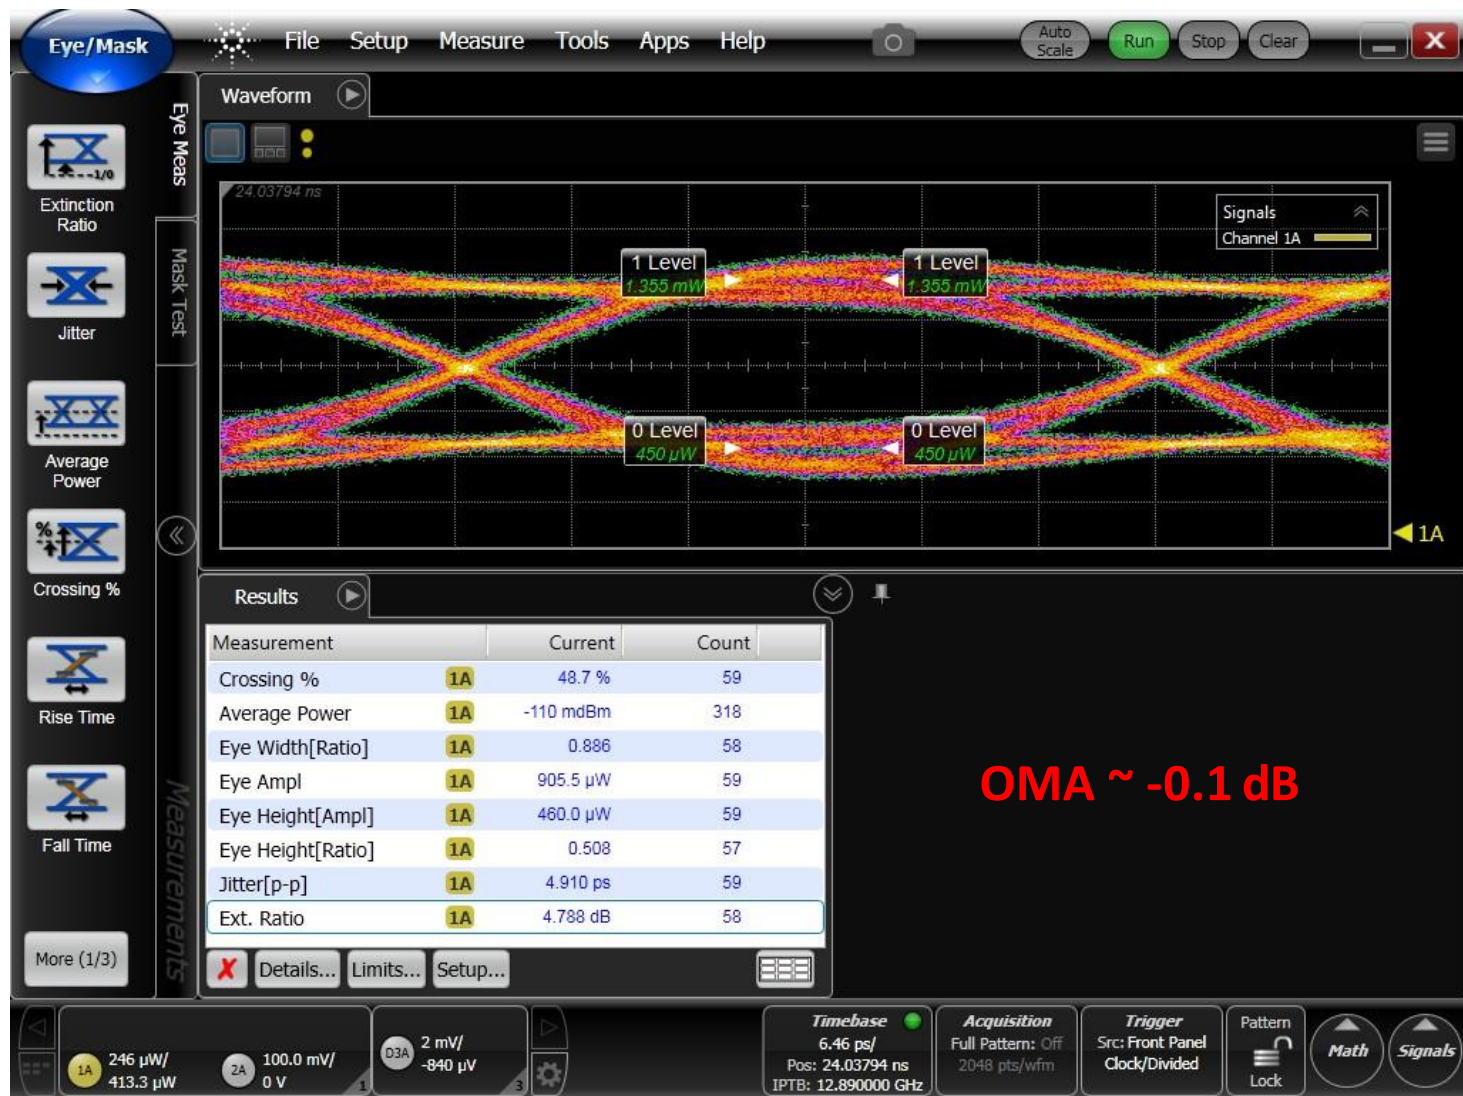 Eye/Mask
File Setup Measure Tools Apps Help
Auto Scale
Run
Stop
Clear
Eye Meas
Mask Test
Measurements
Extinction Ratio
Jitter
Average Power
Crossing %
Rise Time
Fall Time
More (1/3)
Waveform
24.03794 ns
Signals
Channel 1A
1 Level
1.355 mW
1 Level
1.355 mW
0 Level
450 µW
0 Level
450 µW
1A
Results
Measurement Current Count
Crossing % 1A 48.7 % 59
Average Power 1A -110 mdBm 318
Eye Width[Ratio] 1A 0.886 58
Eye Ampl 1A 905.5 µW 59
Eye Height[Ampl] 1A 460.0 µW 59
Eye Height[Ratio] 1A 0.508 57
Jitter[p-p] 1A 4.910 ps 59
Ext. Ratio 1A 4.788 dB 58
Details... Limits... Setup...
OMA ~ -0.1 dB
1A 246 µW/
413.3 µW
2A 100.0 mV/
0 V
1
D3A 2 mV/
-840 µV
3
Timebase
6.46 ps/
Pos: 24.03794 ns
IPTB: 12.890000 GHz
Acquisition
Full Pattern: Off
2048 pts/wfm
Trigger
Src: Front Panel
Clock/Divided
Pattern
Lock
Math
Signals